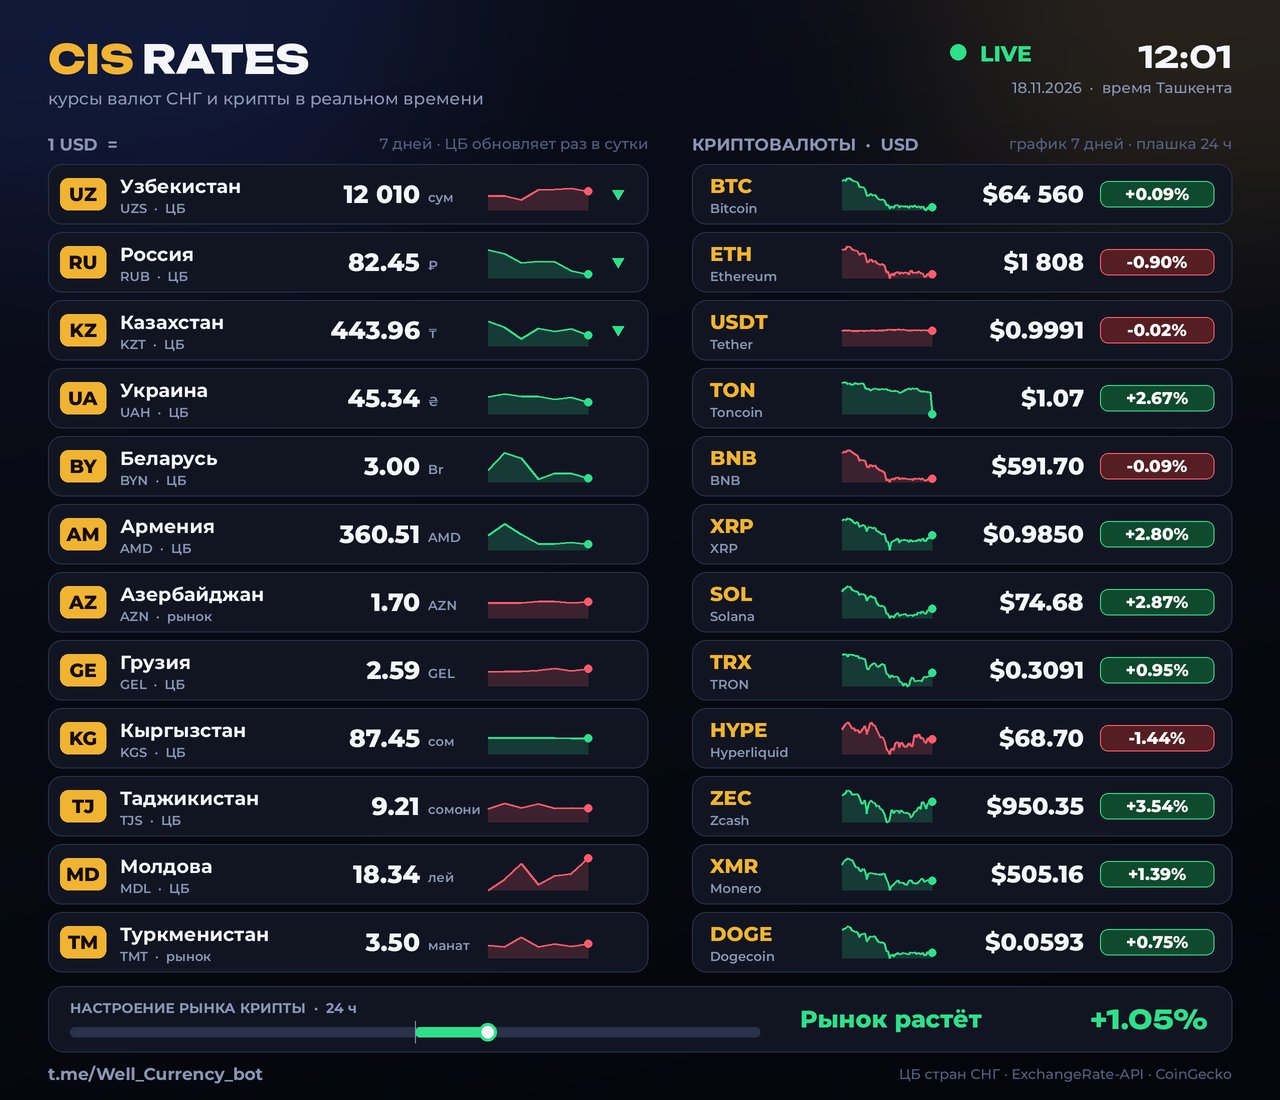 CIS RATES
курсы валют СНГ и крипты в реальном времени
LIVE
12:01
18.11.2026 · время Ташкента
1 USD =
7 дней · ЦБ обновляет раз в сутки
UZ Узбекистан 12 010 сум
UZS · ЦБ
RU Россия 82.45 ₽
RUB · ЦБ
KZ Казахстан 443.96 ₸
KZT · ЦБ
UA Украина 45.34 ₴
UAH · ЦБ
BY Беларусь 3.00 Br
BYN · ЦБ
AM Армения 360.51 AMD
AMD · ЦБ
AZ Азербайджан 1.70 AZN
AZN · рынок
GE Грузия 2.59 GEL
GEL · ЦБ
KG Кыргызстан 87.45 сом
KGS · ЦБ
TJ Таджикистан 9.21 сомони
TJS · ЦБ
MD Молдова 18.34 лей
MDL · ЦБ
TM Туркменистан 3.50 манат
TMT · рынок
КРИПТОВАЛЮТЫ · USD
график 7 дней · плашка 24 ч
BTC $64 560 +0.09%
Bitcoin
ETH $1 808 -0.90%
Ethereum
USDT $0.9991 -0.02%
Tether
TON $1.07 +2.67%
Toncoin
BNB $591.70 -0.09%
BNB
XRP $0.9850 +2.80%
XRP
SOL $74.68 +2.87%
Solana
TRX $0.3091 +0.95%
TRON
HYPE $68.70 -1.44%
Hyperliquid
ZEC $950.35 +3.54%
Zcash
XMR $505.16 +1.39%
Monero
DOGE $0.0593 +0.75%
Dogecoin
НАСТРОЕНИЕ РЫНКА КРИПТЫ · 24 ч
Рынок растёт +1.05%
t.me/Well_Currency_bot
ЦБ стран СНГ · ExchangeRate-API · CoinGecko